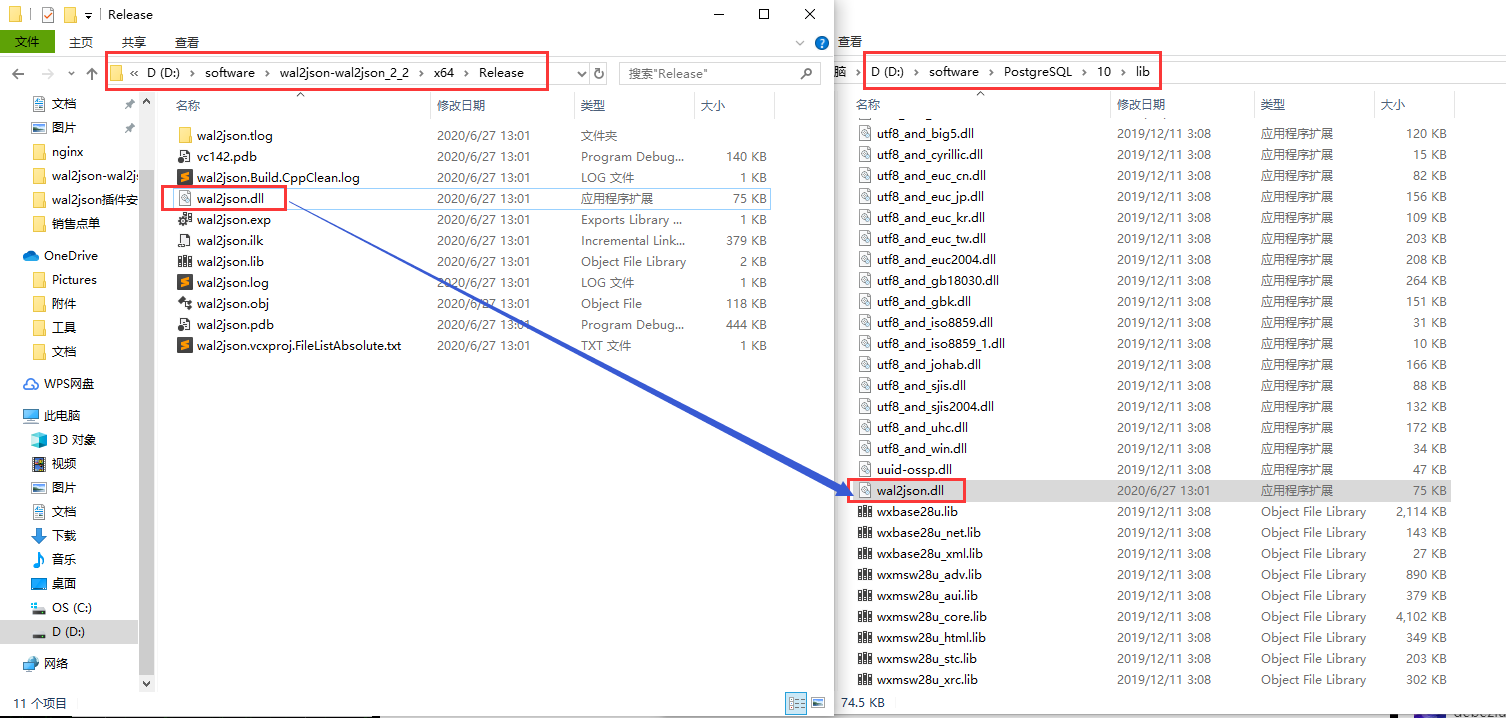 Release
文件 主页 共享 查看
« D (D:) › software › wal2json-wal2json_2_2 › x64 › Release
搜索"Release"
文档
图片
nginx
wal2json-wal2js
wal2json插件安
销售点单
OneDrive
Pictures
附件
工具
文档
WPS网盘
此电脑
3D 对象
视频
图片
文档
下载
音乐
桌面
OS (C:)
D (D:)
网络
名称 修改日期 类型 大小
wal2json.tlog 2020/6/27 13:01 文件夹
vc142.pdb 2020/6/27 13:01 Program Debug... 140 KB
wal2json.Build.CppClean.log 2020/6/27 13:01 LOG 文件 1 KB
wal2json.dll 2020/6/27 13:01 应用程序扩展 75 KB
wal2json.exp 2020/6/27 13:01 Exports Library ... 1 KB
wal2json.ilk 2020/6/27 13:01 Incremental Link... 379 KB
wal2json.lib 2020/6/27 13:01 Object File Library 2 KB
wal2json.log 2020/6/27 13:01 LOG 文件 1 KB
wal2json.obj 2020/6/27 13:01 Object File 118 KB
wal2json.pdb 2020/6/27 13:01 Program Debug... 444 KB
wal2json.vcxproj.FileListAbsolute.txt 2020/6/27 13:01 TXT 文件 1 KB
11 个项目
查看
脑 › D (D:) › software › PostgreSQL › 10 › lib
名称 修改日期 类型 大小
utf8_and_big5.dll 2019/12/11 3:08 应用程序扩展 120 KB
utf8_and_cyrillic.dll 2019/12/11 3:08 应用程序扩展 15 KB
utf8_and_euc_cn.dll 2019/12/11 3:08 应用程序扩展 82 KB
utf8_and_euc_jp.dll 2019/12/11 3:08 应用程序扩展 156 KB
utf8_and_euc_kr.dll 2019/12/11 3:08 应用程序扩展 109 KB
utf8_and_euc_tw.dll 2019/12/11 3:08 应用程序扩展 203 KB
utf8_and_euc2004.dll 2019/12/11 3:08 应用程序扩展 208 KB
utf8_and_gb18030.dll 2019/12/11 3:08 应用程序扩展 264 KB
utf8_and_gbk.dll 2019/12/11 3:08 应用程序扩展 151 KB
utf8_and_iso8859.dll 2019/12/11 3:08 应用程序扩展 31 KB
utf8_and_iso8859_1.dll 2019/12/11 3:08 应用程序扩展 10 KB
utf8_and_johab.dll 2019/12/11 3:08 应用程序扩展 166 KB
utf8_and_sjis.dll 2019/12/11 3:08 应用程序扩展 88 KB
utf8_and_sjis2004.dll 2019/12/11 3:08 应用程序扩展 132 KB
utf8_and_uhc.dll 2019/12/11 3:08 应用程序扩展 172 KB
utf8_and_win.dll 2019/12/11 3:08 应用程序扩展 34 KB
uuid-ossp.dll 2019/12/11 3:08 应用程序扩展 47 KB
wal2json.dll 2020/6/27 13:01 应用程序扩展 75 KB
wxbase28u.lib 2019/12/11 3:08 Object File Library 2,114 KB
wxbase28u_net.lib 2019/12/11 3:08 Object File Library 143 KB
wxbase28u_xml.lib 2019/12/11 3:08 Object File Library 27 KB
wxmsw28u_adv.lib 2019/12/11 3:08 Object File Library 890 KB
wxmsw28u_aui.lib 2019/12/11 3:08 Object File Library 379 KB
wxmsw28u_core.lib 2019/12/11 3:08 Object File Library 4,102 KB
wxmsw28u_html.lib 2019/12/11 3:08 Object File Library 349 KB
wxmsw28u_stc.lib 2019/12/11 3:08 Object File Library 203 KB
wxmsw28u_xrc.lib 2019/12/11 3:08 Object File Library 302 KB
74.5 KB